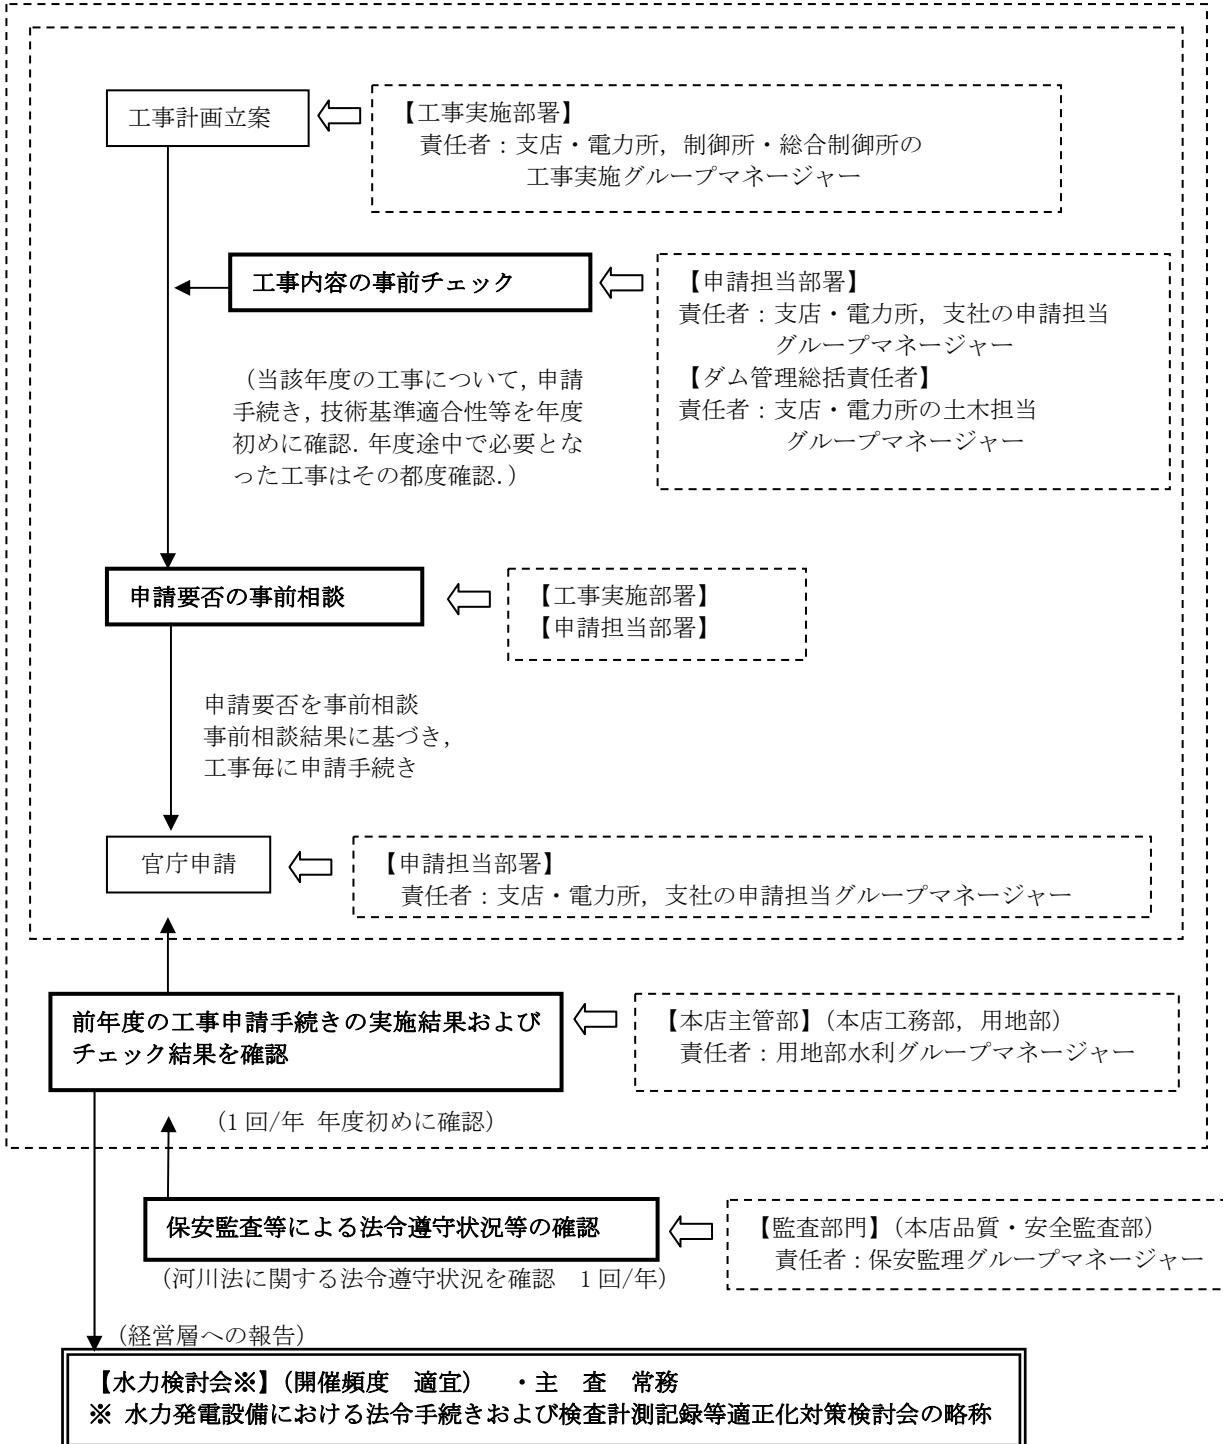 工事計画立案
【工事実施部署】
責任者：支店・電力所，制御所・総合制御所の
工事実施グループマネージャー
工事内容の事前チェック
【申請担当部署】
責任者：支店・電力所，支社の申請担当
グループマネージャー
【ダム管理総括責任者】
責任者：支店・電力所の土木担当
グループマネージャー
（当該年度の工事について，申請
手続き，技術基準適合性等を年度
初めに確認．年度途中で必要とな
った工事はその都度確認．）
申請要否の事前相談
【工事実施部署】
【申請担当部署】
申請要否を事前相談
事前相談結果に基づき，
工事毎に申請手続き
官庁申請
【申請担当部署】
責任者：支店・電力所，支社の申請担当グループマネージャー
前年度の工事申請手続きの実施結果および
チェック結果を確認
【本店主管部】（本店工務部，用地部）
責任者：用地部水利グループマネージャー
（1回/年 年度初めに確認）
保安監査等による法令遵守状況等の確認
【監査部門】（本店品質・安全監査部）
責任者：保安監理グループマネージャー
（河川法に関する法令遵守状況を確認　1回/年）
（経営層への報告）
【水力検討会※】（開催頻度　適宜）　・主　査　常務
※ 水力発電設備における法令手続きおよび検査計測記録等適正化対策検討会の略称